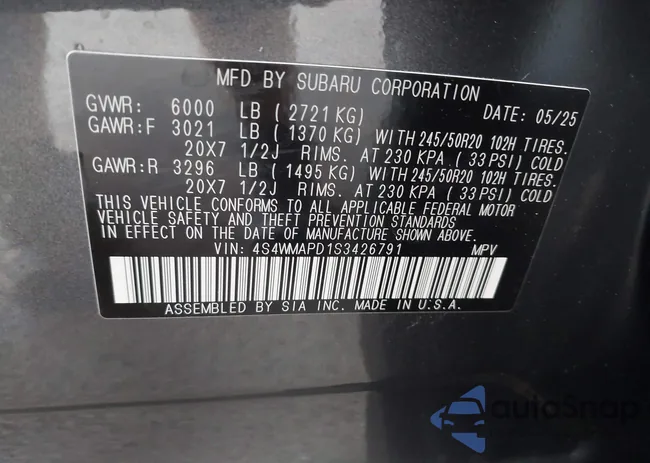 MFD BY SUBARU CORPORATION
GVWR: 6000 LB ( 2721 KG) DATE: 05/25
GAWR:F 3021 LB ( 1370 KG) WITH 245/50R20 102H TIRES.
20X7 1/2J RIMS. AT 230 KPA ( 33 PSI) COLD
GAWR:R 3296 LB ( 1495 KG) WITH 245/50R20 102H TIRES.
20X7 1/2J RIMS. AT 230 KPA ( 33 PSI) COLD
THIS VEHICLE CONFORMS TO ALL APPLICABLE FEDERAL MOTOR
VEHICLE SAFETY AND THEFT PREVENTION STANDARDS
IN EFFECT ON THE DATE OF MANUFACTURE SHOWN ABOVE.
VIN: 4S4WMAPD1S3426791 MPV
ASSEMBLED BY SIA INC. MADE IN U.S.A.
autoSnap